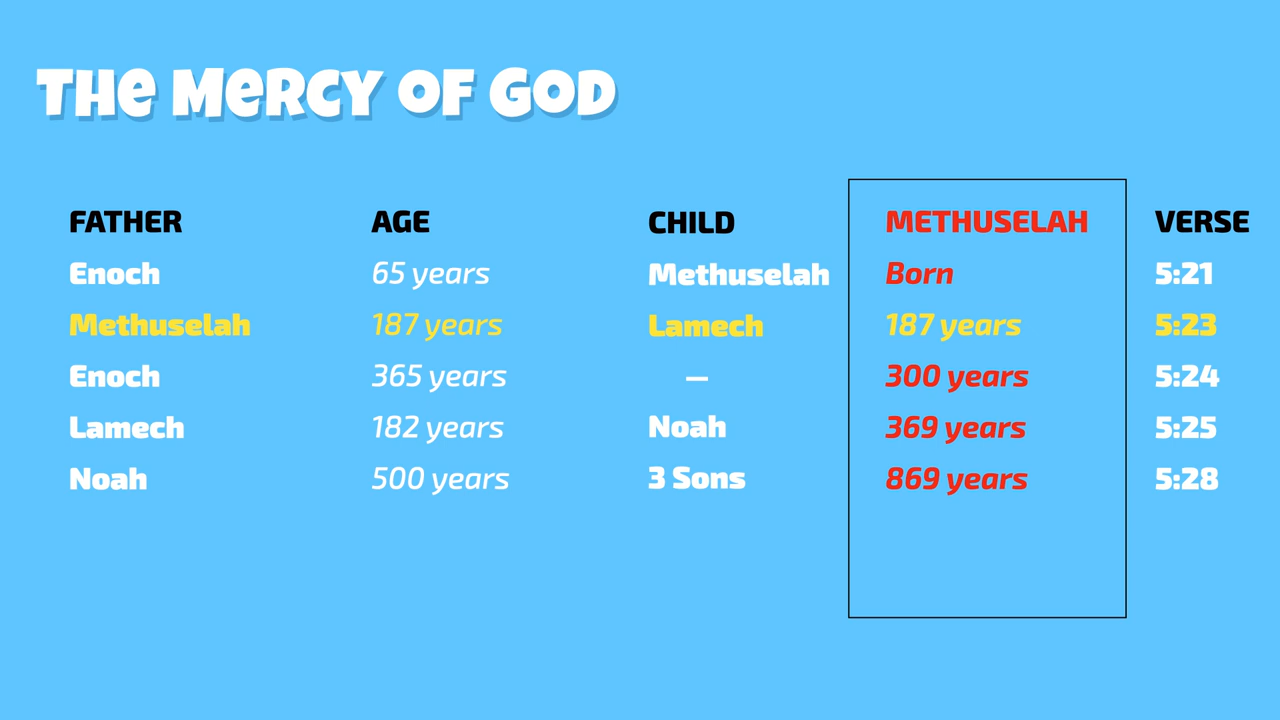 THE MERCY OF GOD
FATHER AGE CHILD METHUSELAH VERSE
Enoch 65 years Methuselah Born 5:21
Methuselah 187 years Lamech 187 years 5:23
Enoch 365 years — 300 years 5:24
Lamech 182 years Noah 369 years 5:25
Noah 500 years 3 Sons 869 years 5:28